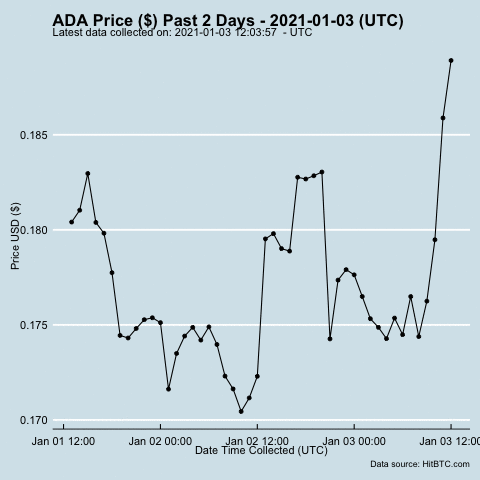 ADA Price ($) Past 2 Days - 2021-01-03 (UTC)
Latest data collected on: 2021-01-03 12:03:57  - UTC
0.185
0.180
0.175
0.170
Price USD ($)
Jan 01 12:00 Jan 02 00:00 Jan 02 12:00 Jan 03 00:00 Jan 03 12:00
Date Time Collected (UTC)
Data source: HitBTC.com